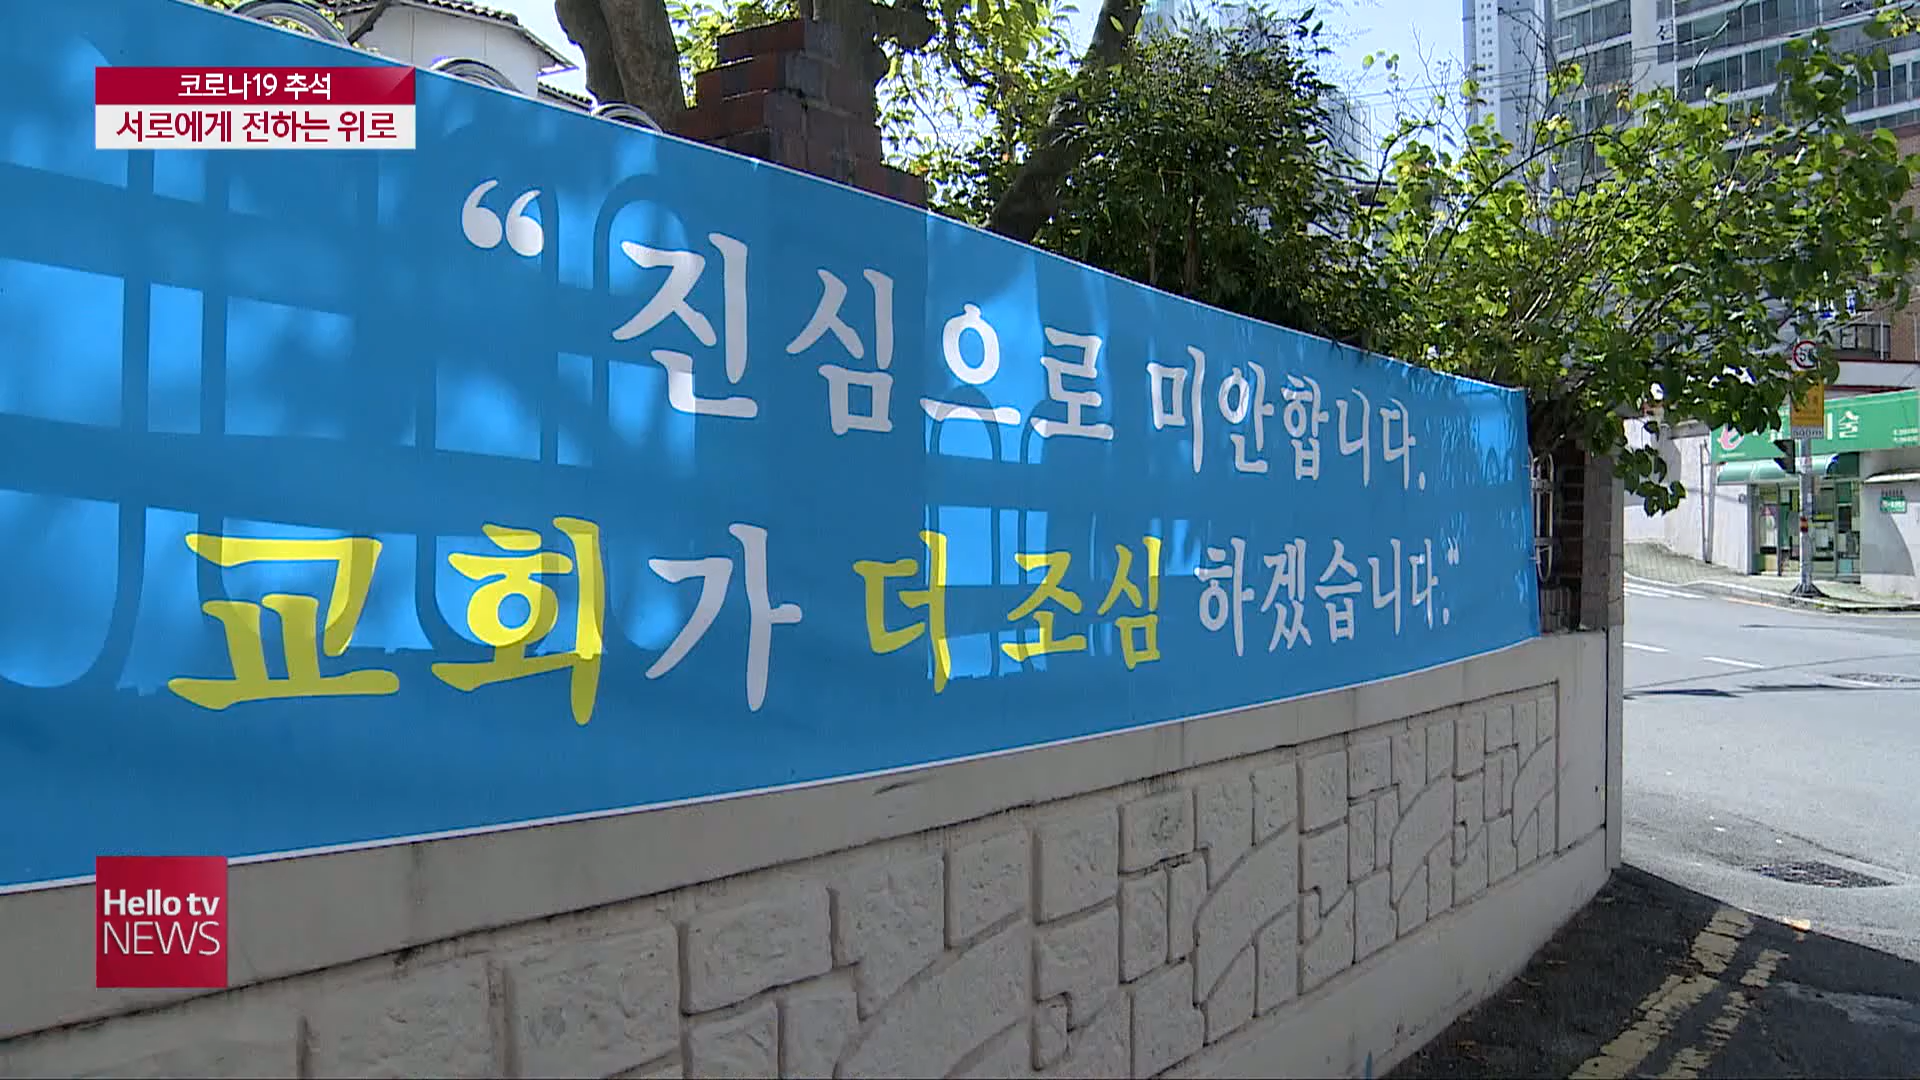 코로나19 추석
서로에게 전하는 위로
“진심으로 미안합니다.
교회가 더 조심하겠습니다.”
Hello tv
NEWS